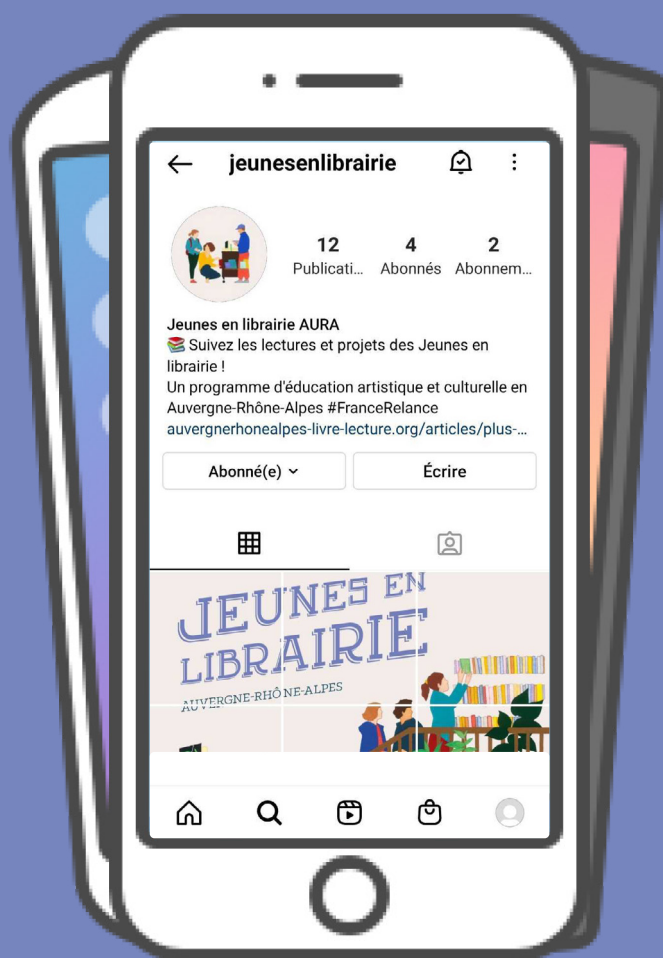 jeunesenlibrairie
12 4 2
Publicati... Abonnés Abonnem...
Jeunes en librairie AURA
📚 Suivez les lectures et projets des Jeunes en
librairie !
Un programme d'éducation artistique et culturelle en
Auvergne-Rhône-Alpes #FranceRelance
auvergnerhonealpes-livre-lecture.org/articles/plus-...
Abonné(e)
Écrire
JEUNES EN
LIBRAIRIE
AUVERGNE-RHÔNE-ALPES